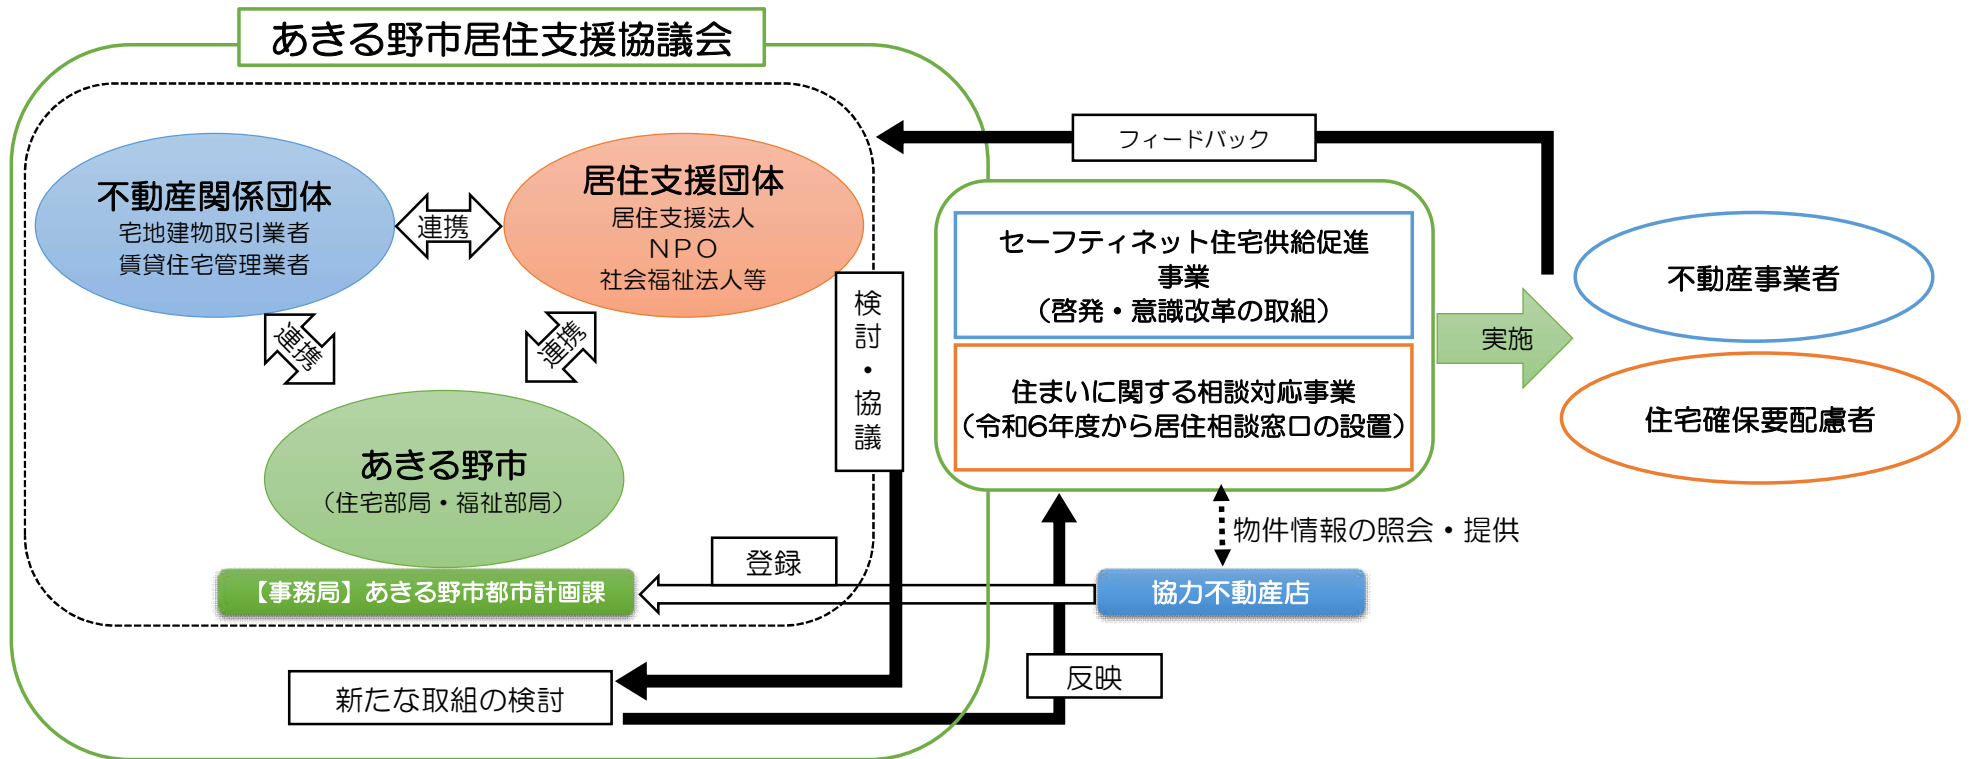 あきる野市居住支援協議会
不動産関係団体
宅地建物取引業者
賃貸住宅管理業者
連携
居住支援団体
居住支援法人
ＮＰＯ
社会福祉法人等
連携
連携
あきる野市
（住宅部局・福祉部局）
【事務局】あきる野市都市計画課
検討・協議
フィードバック
セーフティネット住宅供給促進
事業
（啓発・意識改革の取組）
住まいに関する相談対応事業
（令和6年度から居住相談窓口の設置）
実施
不動産事業者
住宅確保要配慮者
物件情報の照会・提供
登録
協力不動産店
新たな取組の検討
反映